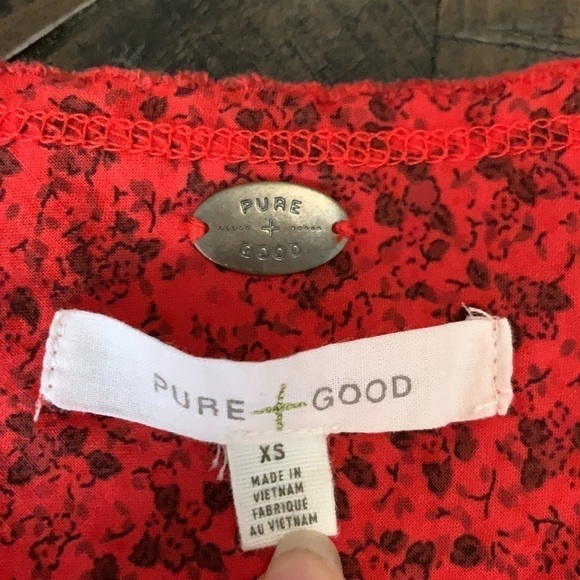 PURE
+
GOOD
PURE + GOOD
XS
MADE IN
VIETNAM
FABRIQUÉ
AU VIETNAM